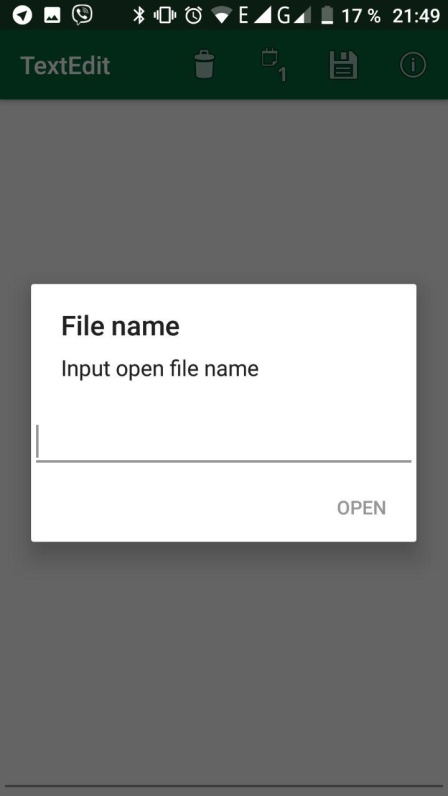 E G 17 % 21:49
TextEdit 1
File name
Input open file name
OPEN